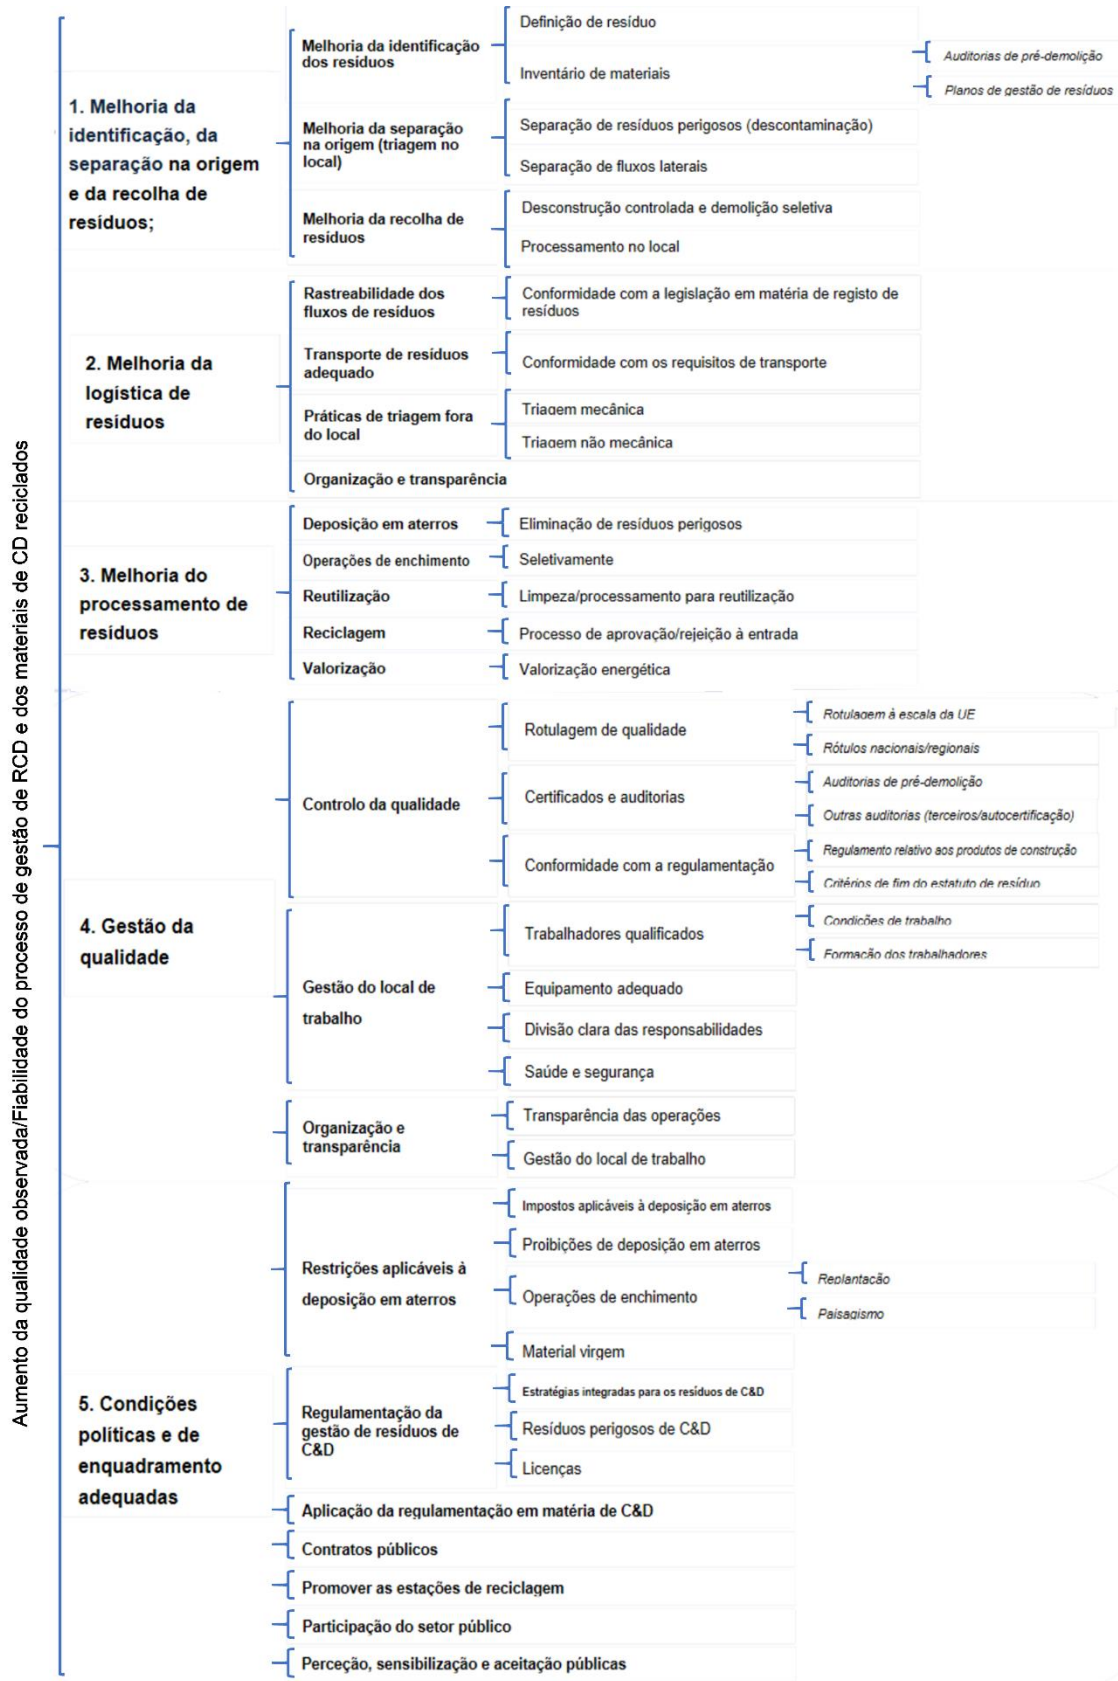 Aumento da qualidade observada/Fiabilidade do processo de gestão de RCD e dos materiais de CD reciclados
1. Melhoria da
identificação, da
separação na origem
e da recolha de
resíduos;
Melhoria da identificação
dos resíduos
Definição de resíduo
Inventário de materiais
Auditorias de pré-demolição
Planos de gestão de resíduos
Melhoria da separação
na origem (triagem no
local)
Separação de resíduos perigosos (descontaminação)
Separação de fluxos laterais
Melhoria da recolha de
resíduos
Desconstrução controlada e demolição seletiva
Processamento no local
2. Melhoria da
logística de
resíduos
Rastreabilidade dos
fluxos de resíduos
Conformidade com a legislação em matéria de registo de
resíduos
Transporte de resíduos
adequado
Conformidade com os requisitos de transporte
Práticas de triagem fora
do local
Triagem mecânica
Triagem não mecânica
Organização e transparência
3. Melhoria do
processamento de
resíduos
Deposição em aterros
Eliminação de resíduos perigosos
Operações de enchimento
Seletivamente
Reutilização
Limpeza/processamento para reutilização
Reciclagem
Processo de aprovação/rejeição à entrada
Valorização
Valorização energética
4. Gestão da
qualidade
Controlo da qualidade
Rotulagem de qualidade
Rotulagem à escala da UE
Rótulos nacionais/regionais
Certificados e auditorias
Auditorias de pré-demolição
Outras auditorias (terceiros/autocertificação)
Conformidade com a regulamentação
Regulamento relativo aos produtos de construção
Critérios de fim do estatuto de resíduo
Gestão do local de
trabalho
Trabalhadores qualificados
Condições de trabalho
Formação dos trabalhadores
Equipamento adequado
Divisão clara das responsabilidades
Saúde e segurança
Organização e
transparência
Transparência das operações
Gestão do local de trabalho
5. Condições
políticas e de
enquadramento
adequadas
Restrições aplicáveis à
deposição em aterros
Impostos aplicáveis à deposição em aterros
Proibições de deposição em aterros
Operações de enchimento
Replantação
Paisagismo
Material virgem
Regulamentação da
gestão de resíduos de
C&D
Estratégias integradas para os resíduos de C&D
Resíduos perigosos de C&D
Licenças
Aplicação da regulamentação em matéria de C&D
Contratos públicos
Promover as estações de reciclagem
Participação do setor público
Perceção, sensibilização e aceitação públicas